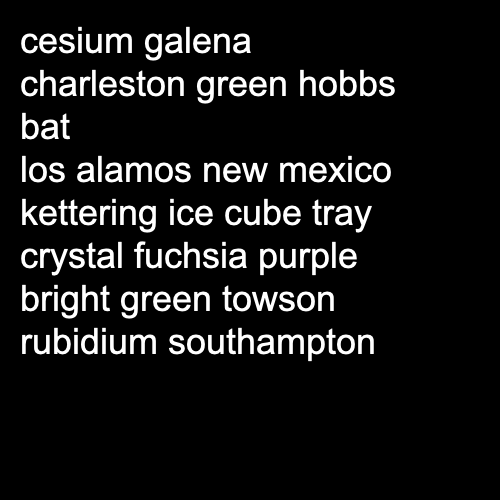 cesium galena
charleston green hobbs
bat
los alamos new mexico
kettering ice cube tray
crystal fuchsia purple
bright green towson
rubidium southampton